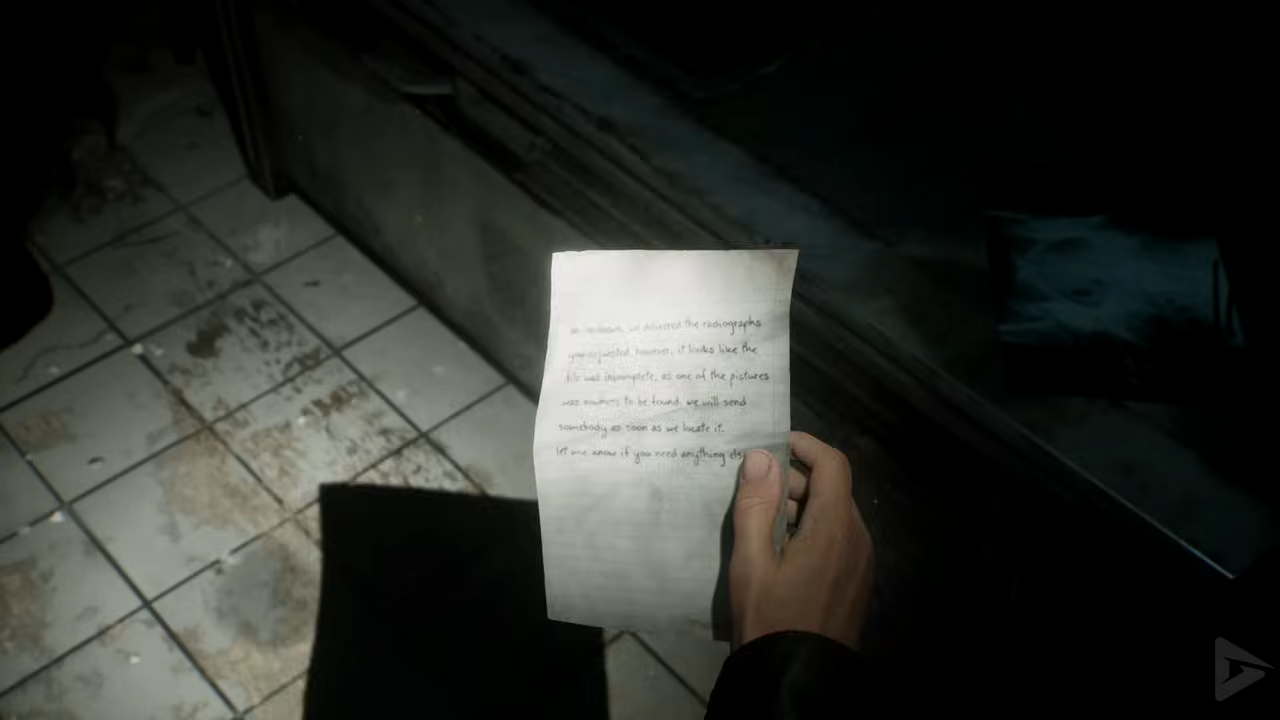 we delivered the radiographs
you requested. however, it looks like the
file was incomplete, as one of the pictures
was nowhere to be found. we will send
somebody as soon as we locate it.
let me know if you need anything els